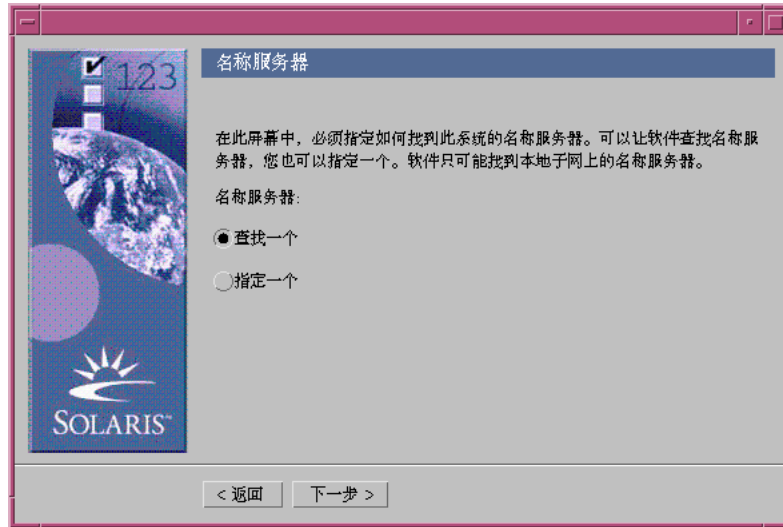 名称服务器
123
在此屏幕中，必须指定如何找到此系统的名称服务器。可以让软件查找名称服
务器，您也可以指定一个。软件只可能找到本地子网上的名称服务器。
名称服务器:
查找一个
指定一个
SOLARIS™
< 返回
下一步 >